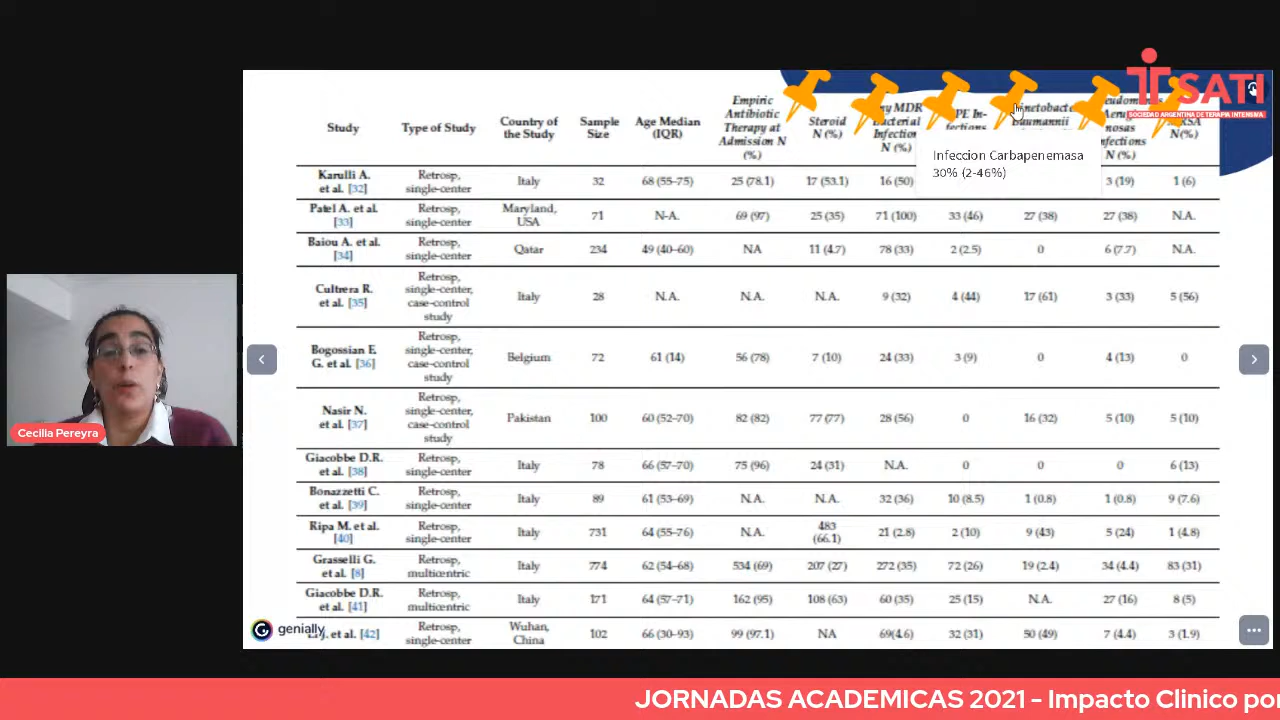 SATI
SOCIEDAD ARGENTINA DE TERAPIA INTENSIVA
Study Type of Study Country of the Study Sample Size Age Median (IQR) Empiric Antibiotic Therapy at Admission N (%) Steroid N (%) MDR Bacterial Infection N (%) Baumannii N (%) N(%)
Infeccion Carbapenemasa
30% (2-46%)
Karulli A. et al. [32] Retrosp, single-center Italy 32 68 (55–75) 25 (78.1) 17 (53.1) 16 (50) 3 (19) 1 (6)
Patel A. et al. [33] Retrosp, single-center Maryland, USA 71 N-A. 69 (97) 25 (35) 71 (100) 33 (46) 27 (38) 27 (38) N.A.
Baiou A. et al. [34] Retrosp, single-center Qatar 234 49 (40–60) NA 11 (4.7) 78 (33) 2 (2.5) 0 6 (7.7) N.A.
Cultrera R. et al. [35] Retrosp, single-center, case-control study Italy 28 N.A. N.A. N.A. 9 (32) 4 (44) 17 (61) 3 (33) 5 (56)
Bogossian E. G. et al. [36] Retrosp, single-center, case-control study Belgium 72 61 (14) 56 (78) 7 (10) 24 (33) 3 (9) 0 4 (13) 0
Nasir N. et al. [37] Retrosp, single-center, case-control study Pakistan 100 60 (52–70) 82 (82) 77 (77) 28 (56) 0 16 (32) 5 (10) 5 (10)
Giacobbe D.R. et al. [38] Retrosp, single-center Italy 78 66 (57–70) 75 (96) 24 (31) N.A. 0 0 0 6 (13)
Bonazzetti C. et al. [39] Retrosp, single-center Italy 89 61 (53–69) N.A. N.A. 32 (36) 10 (8.5) 1 (0.8) 1 (0.8) 9 (7.6)
Ripa M. et al. [40] Retrosp, single-center Italy 731 64 (55–76) N.A. 483 (66.1) 21 (2.8) 2 (10) 9 (43) 5 (24) 1 (4.8)
Grasselli G. et al. [8] Retrosp, multicentric Italy 774 62 (54–68) 534 (69) 207 (27) 272 (35) 72 (26) 19 (2.4) 34 (4.4) 83 (31)
Giacobbe D.R. et al. [41] Retrosp, multicentric Italy 171 64 (57–71) 162 (95) 108 (63) 60 (35) 25 (15) N.A. 27 (16) 8 (5)
et al. [42] Retrosp, single-center Wuhan, China 102 66 (30–93) 99 (97.1) NA 69(4.6) 32 (31) 50 (49) 7 (4.4) 3 (1.9)
genially
Cecilia Pereyra
JORNADAS ACADEMICAS 2021 - Impacto Clinico por